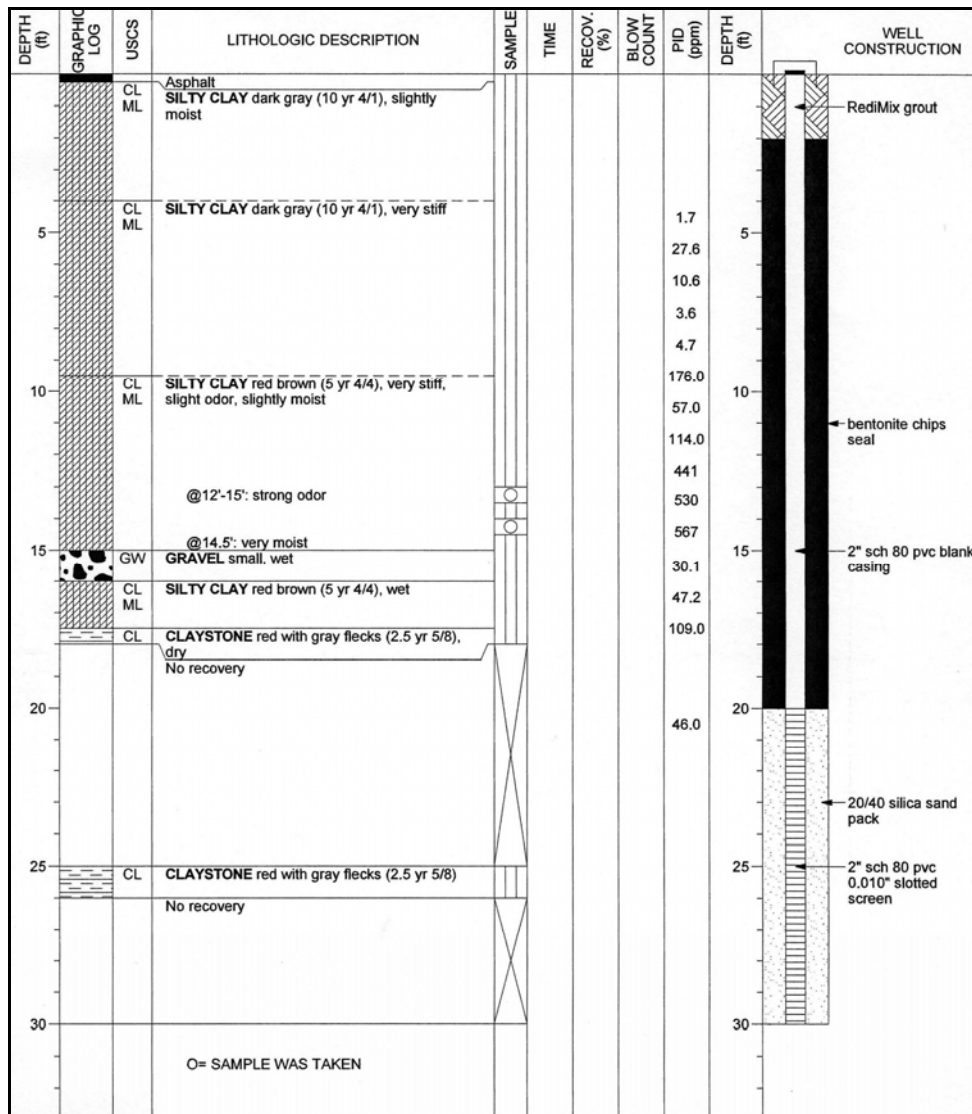 DEPTH (ft)
GRAPHIC LOG
USCS
LITHOLOGIC DESCRIPTION
SAMPLE
TIME
RECOV. (%)
BLOW COUNT
PID (ppm)
DEPTH (ft)
WELL
CONSTRUCTION
Asphalt
CL
ML
SILTY CLAY dark gray (10 yr 4/1), slightly
moist
RediMix grout
CL
ML
SILTY CLAY dark gray (10 yr 4/1), very stiff
1.7
5
5
27.6
10.6
3.6
4.7
CL
ML
SILTY CLAY red brown (5 yr 4/4), very stiff,
slight odor, slightly moist
176.0
10
10
57.0
bentonite chips
seal
114.0
441
@12'-15': strong odor
530
@14.5': very moist
567
15
GW
GRAVEL small, wet
30.1
15
2" sch 80 pvc blank
casing
CL
ML
SILTY CLAY red brown (5 yr 4/4), wet
47.2
CL
CLAYSTONE red with gray flecks (2.5 yr 5/8),
dry
109.0
No recovery
20
46.0
20
20/40 silica sand
pack
25
CL
CLAYSTONE red with gray flecks (2.5 yr 5/8)
25
2" sch 80 pvc
0.010" slotted
screen
No recovery
30
30
O= SAMPLE WAS TAKEN